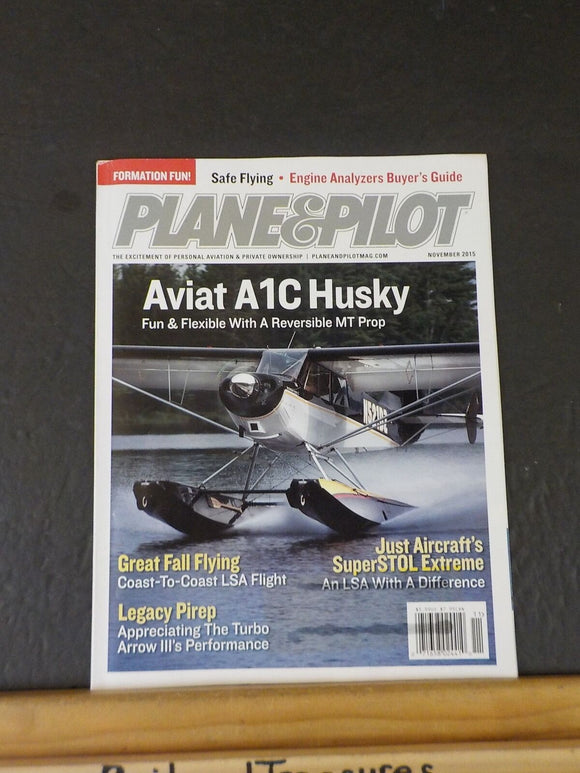 FORMATION FUN!
Safe Flying • Engine Analyzers Buyer's Guide
PLANE&PILOT
THE EXCITEMENT OF PERSONAL AVIATION & PRIVATE OWNERSHIP | PLANEANDPILOTMAG.COM NOVEMBER 2015
Aviat A1C Husky
Fun & Flexible With A Reversible MT Prop
Great Fall Flying
Coast-To-Coast LSA Flight
Just Aircraft's
SuperSTOL Extreme
An LSA With A Difference
Legacy Pirep
Appreciating The Turbo
Arrow III's Performance